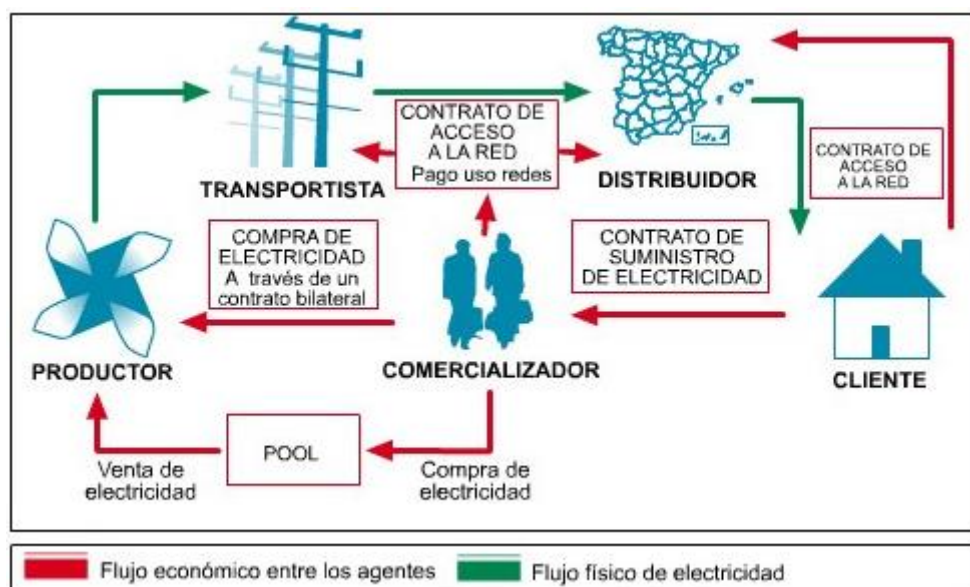 CONTRATO DE
ACCESO
A LA RED
Pago uso redes
CONTRATO DE
ACCESO
A LA RED
TRANSPORTISTA
DISTRIBUIDOR
COMPRA DE
ELECTRICIDAD
A través de un
contrato bilateral
CONTRATO DE
SUMINISTRO
DE ELECTRICIDAD
PRODUCTOR
COMERCIALIZADOR
CLIENTE
POOL
Venta de
electricidad
Compra de
electricidad
Flujo económico entre los agentes
Flujo físico de electricidad